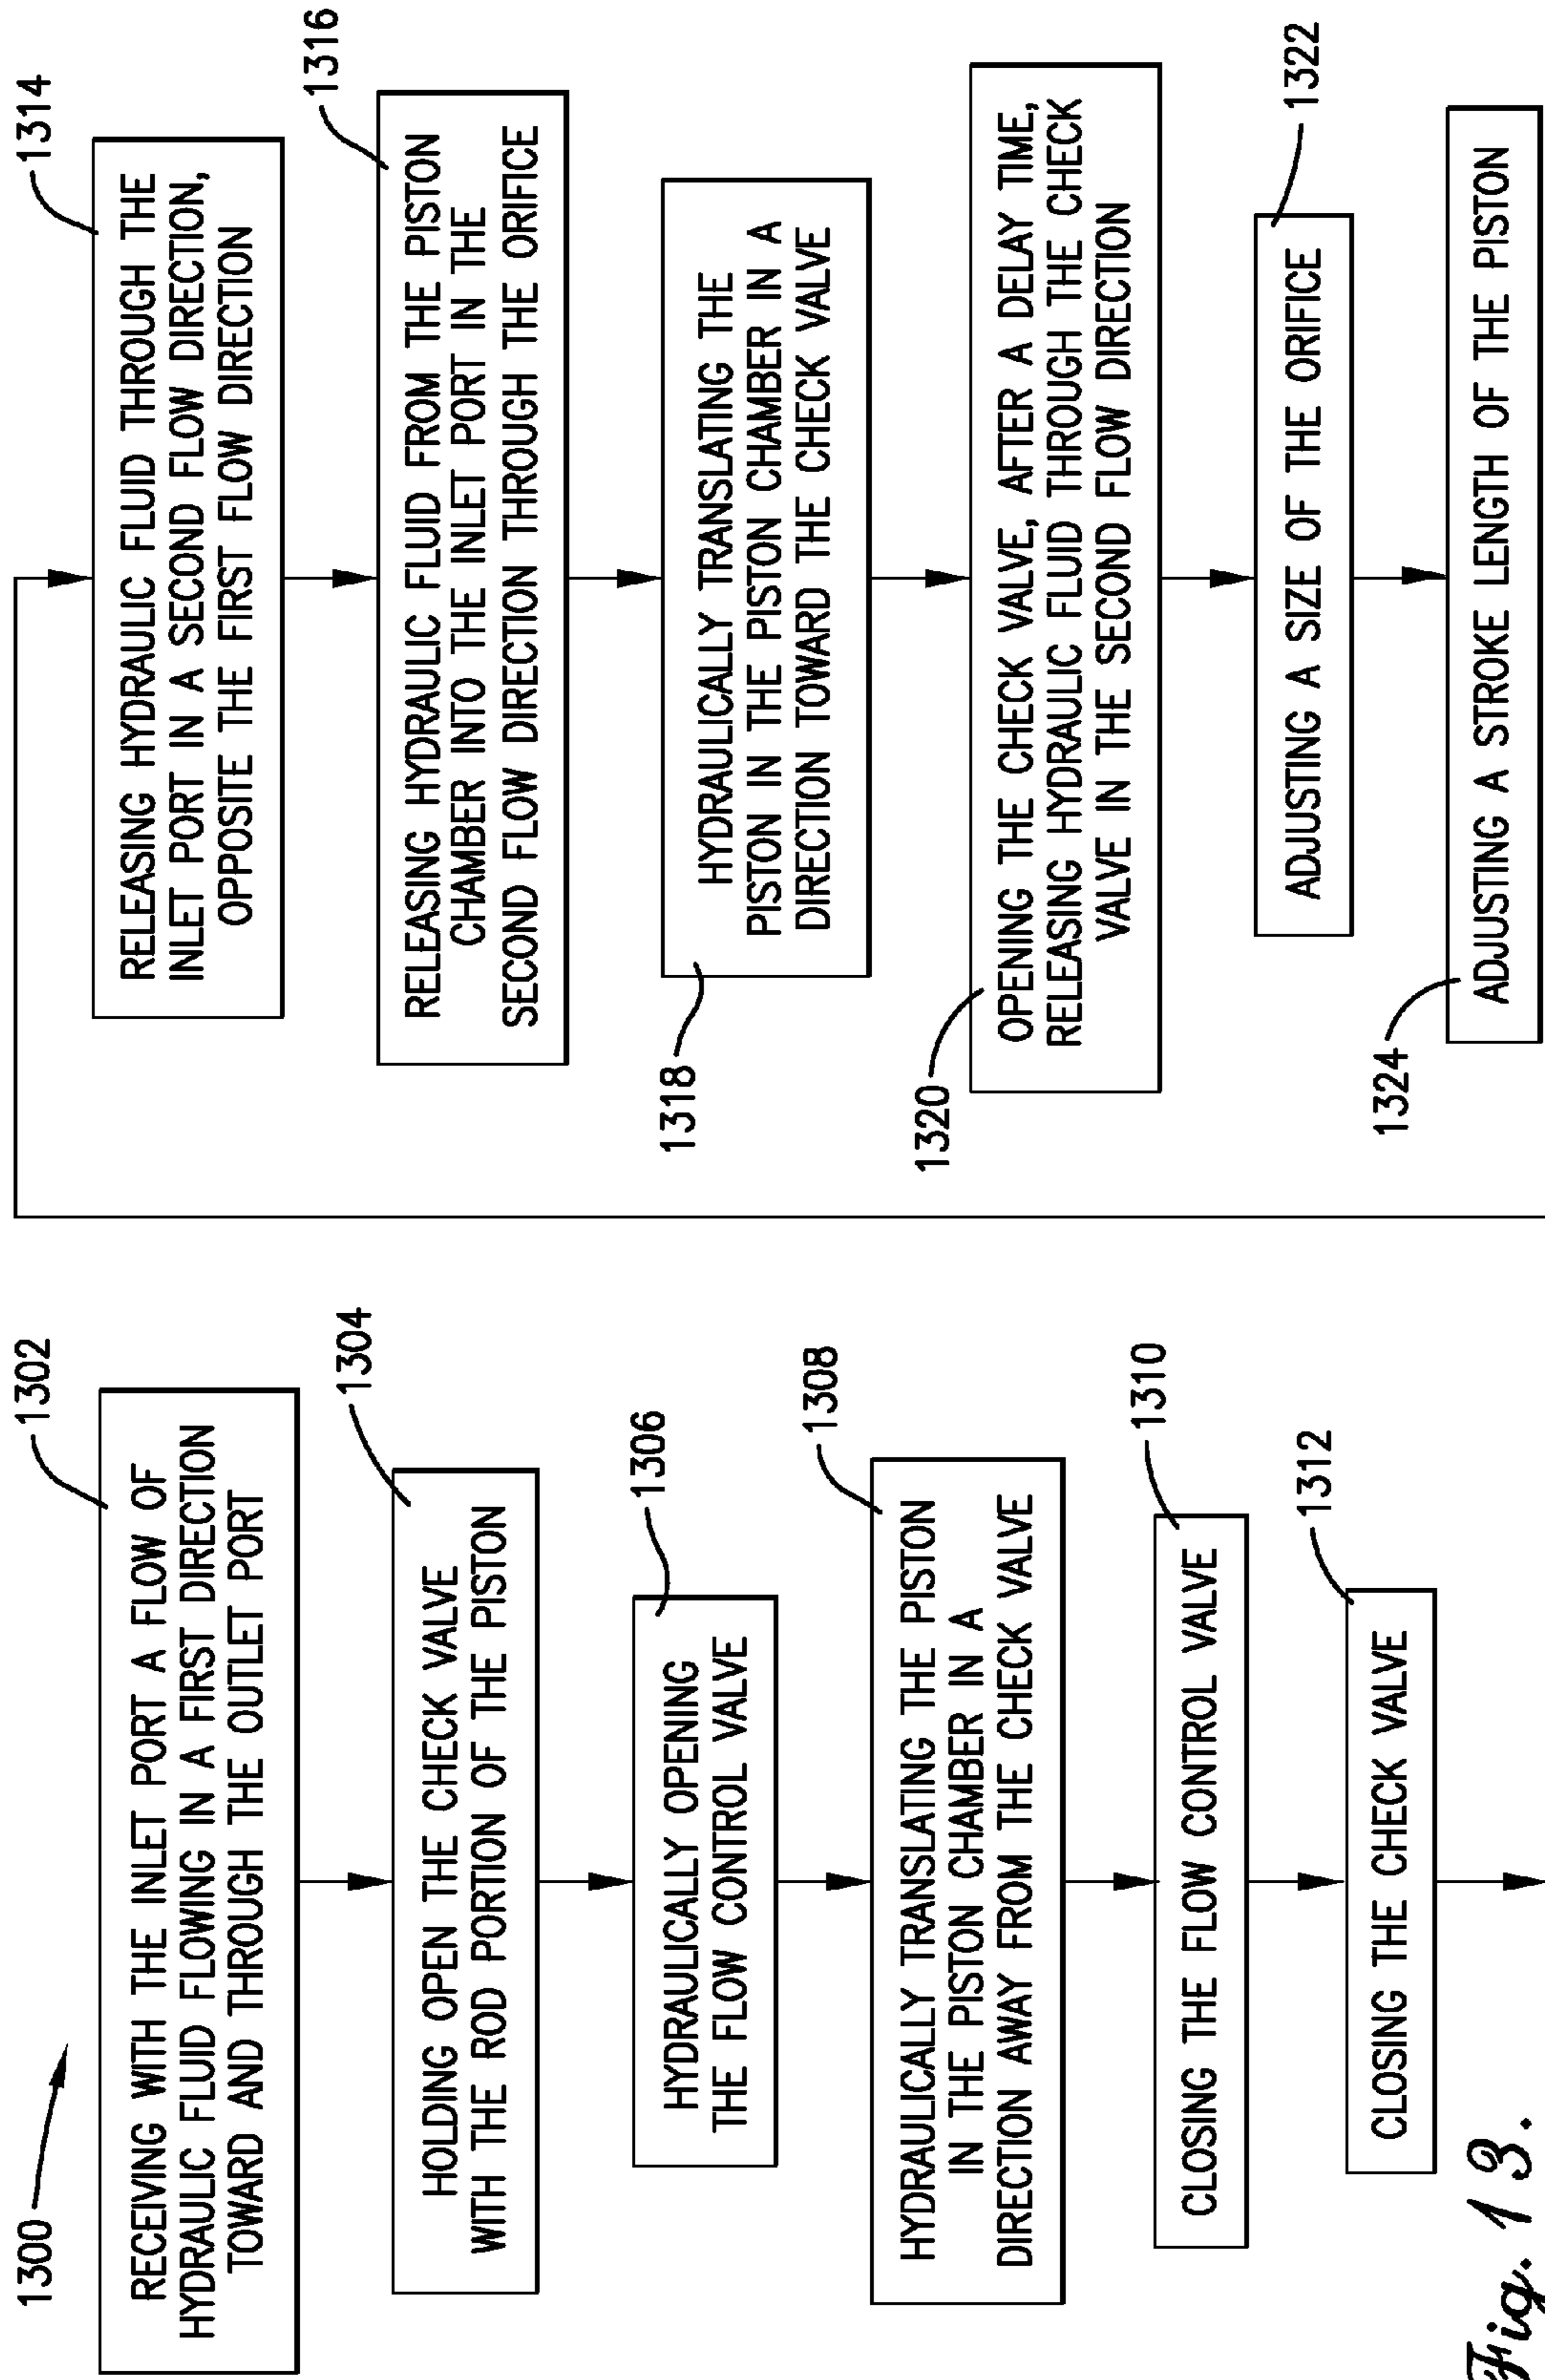 1300
1302
RECEIVING WITH THE INLET PORT A FLOW OF
HYDRAULIC FLUID FLOWING IN A FIRST DIRECTION
TOWARD AND THROUGH THE OUTLET PORT
1304
HOLDING OPEN THE CHECK VALVE
WITH THE ROD PORTION OF THE PISTON
1306
HYDRAULICALLY OPENING
THE FLOW CONTROL VALVE
1308
HYDRAULICALLY TRANSLATING THE PISTON
IN THE PISTON CHAMBER IN A
DIRECTION AWAY FROM THE CHECK VALVE
1310
CLOSING THE FLOW CONTROL VALVE
1312
CLOSING THE CHECK VALVE
1314
RELEASING HYDRAULIC FLUID THROUGH THE
INLET PORT IN A SECOND FLOW DIRECTION,
OPPOSITE THE FIRST FLOW DIRECTION
1316
RELEASING HYDRAULIC FLUID FROM THE PISTON
CHAMBER INTO THE INLET PORT IN THE
SECOND FLOW DIRECTION THROUGH THE ORIFICE
1318
HYDRAULICALLY TRANSLATING THE
PISTON IN THE PISTON CHAMBER IN A
DIRECTION TOWARD THE CHECK VALVE
1320
OPENING THE CHECK VALVE, AFTER A DELAY TIME,
RELEASING HYDRAULIC FLUID THROUGH THE CHECK
VALVE IN THE SECOND FLOW DIRECTION
1322
ADJUSTING A SIZE OF THE ORIFICE
1324
ADJUSTING A STROKE LENGTH OF THE PISTON
Fig. 13.